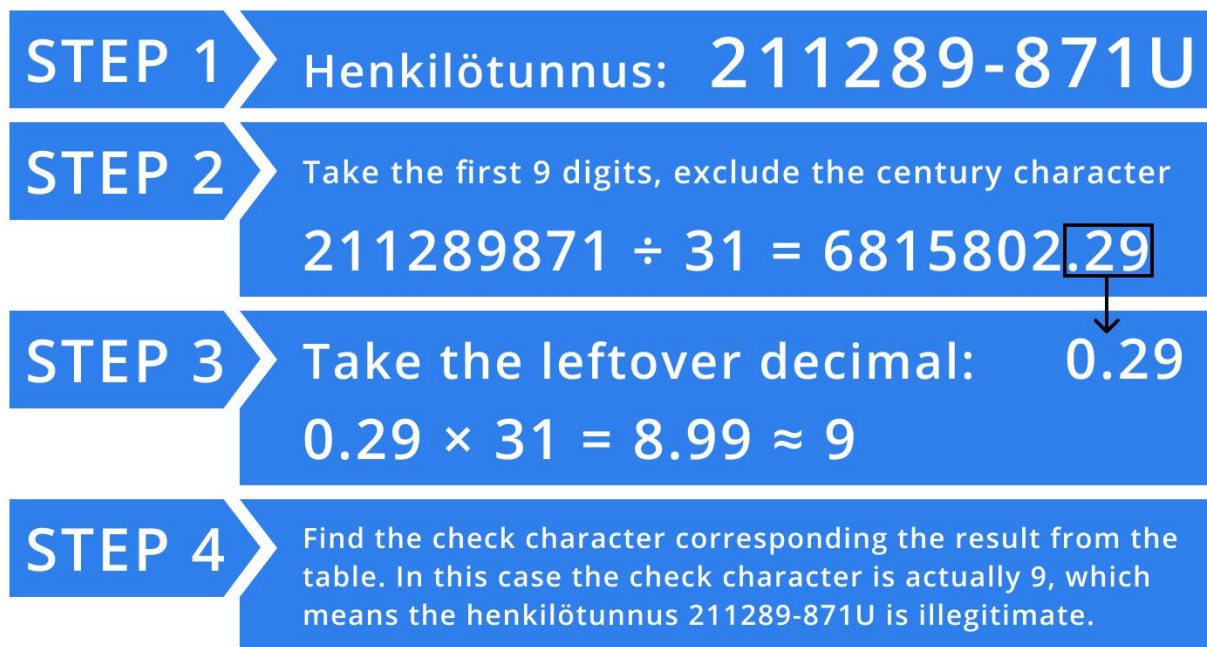 STEP 1
Henkilötunnus: 211289-871U
STEP 2
Take the first 9 digits, exclude the century character
211289871 ÷ 31 = 6815802.29
STEP 3
Take the leftover decimal: 0.29
0.29 × 31 = 8.99 ≈ 9
STEP 4
Find the check character corresponding the result from the
table. In this case the check character is actually 9, which
means the henkilötunnus 211289-871U is illegitimate.